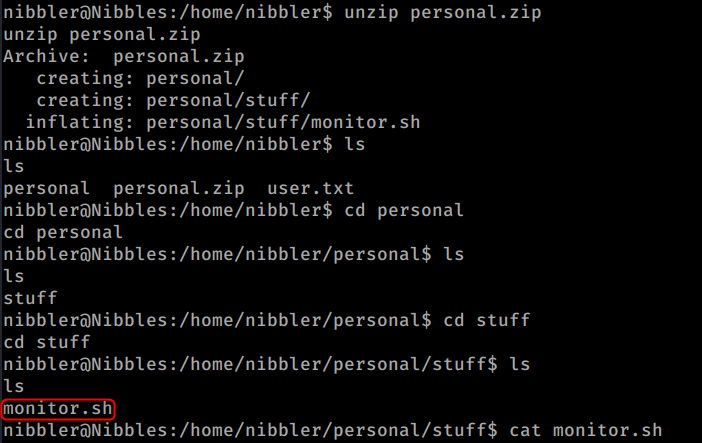 nibbler@Nibbles:/home/nibbler$ unzip personal.zip
unzip personal.zip
Archive:  personal.zip
   creating: personal/
   creating: personal/stuff/
  inflating: personal/stuff/monitor.sh
nibbler@Nibbles:/home/nibbler$ ls
ls
personal  personal.zip  user.txt
nibbler@Nibbles:/home/nibbler$ cd personal
cd personal
nibbler@Nibbles:/home/nibbler/personal$ ls
ls
stuff
nibbler@Nibbles:/home/nibbler/personal$ cd stuff
cd stuff
nibbler@Nibbles:/home/nibbler/personal/stuff$ ls
ls
monitor.sh
nibbler@Nibbles:/home/nibbler/personal/stuff$ cat monitor.sh